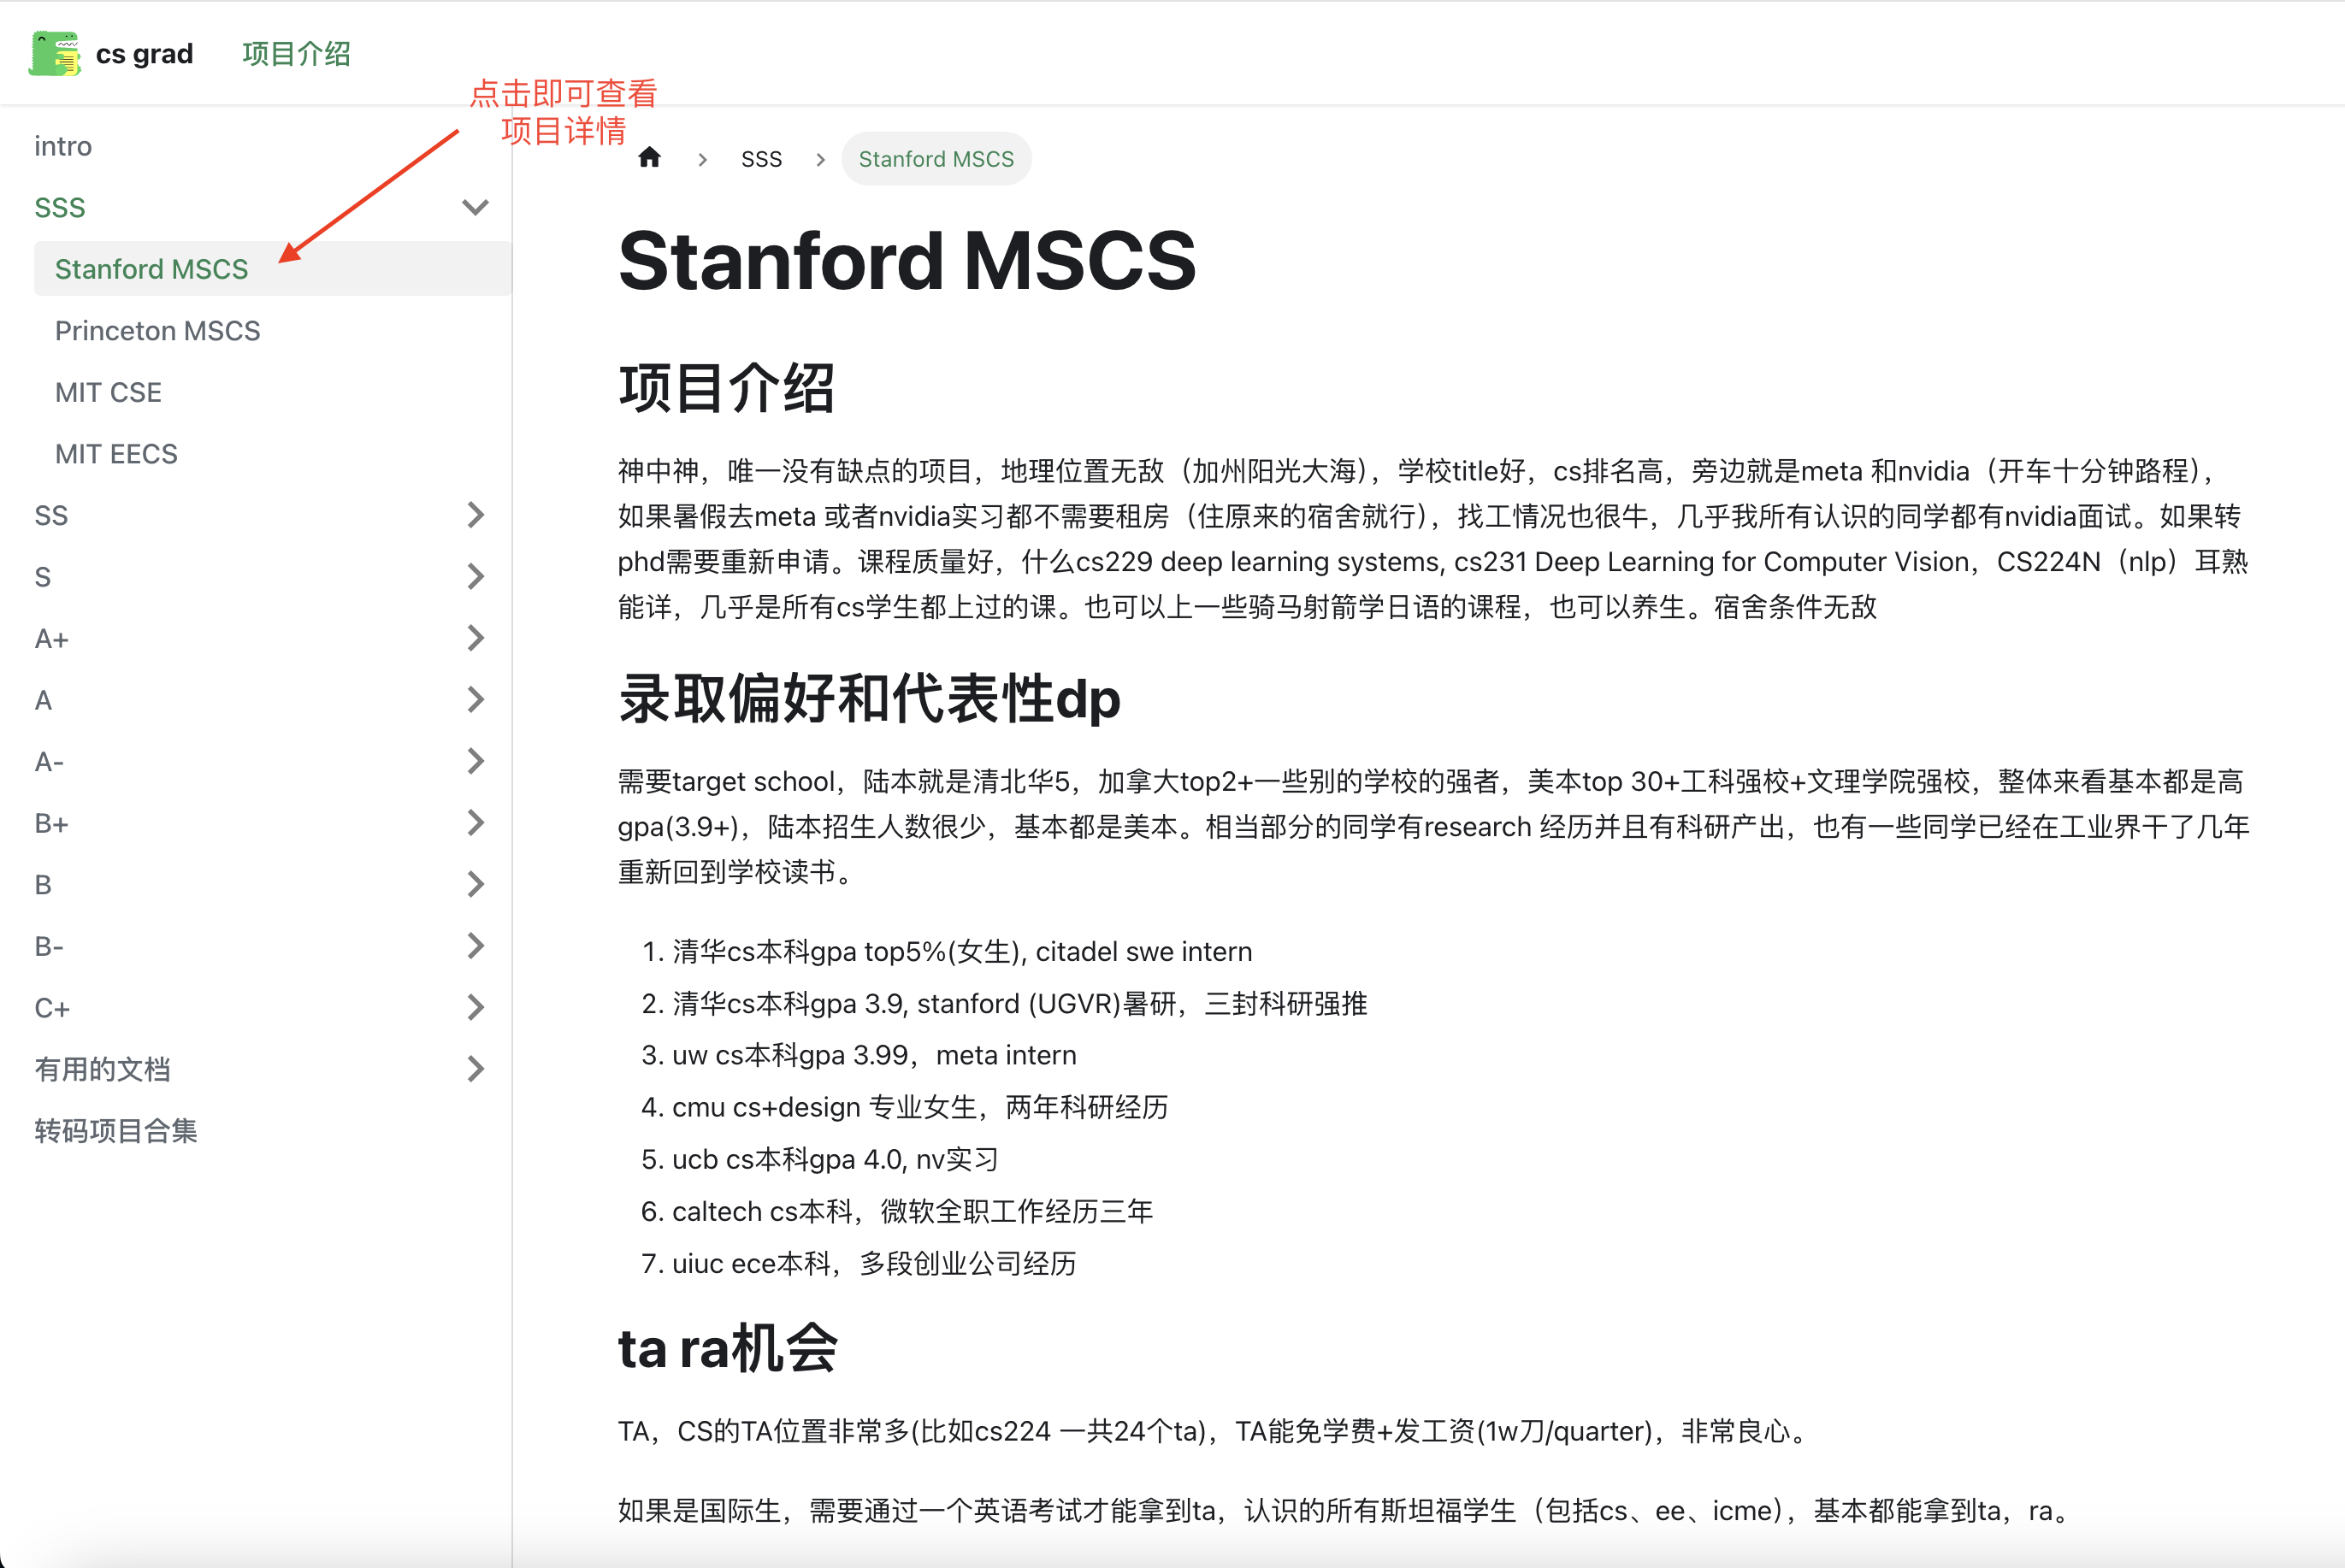 cs grad
项目介绍
点击即可查看
项目详情
intro
SSS
Stanford MSCS
Princeton MSCS
MIT CSE
MIT EECS
SS
S
A+
A
A-
B+
B
B-
C+
有用的文档
转码项目合集
SSS
Stanford MSCS
Stanford MSCS
项目介绍
神中神，唯一没有缺点的项目，地理位置无敌（加州阳光大海），学校title好，cs排名高，旁边就是meta 和nvidia（开车十分钟路程），
如果暑假去meta 或者nvidia实习都不需要租房（住原来的宿舍就行），找工情况也很牛，几乎我所有认识的同学都有nvidia面试。如果转
phd需要重新申请。课程质量好，什么cs229 deep learning systems, cs231 Deep Learning for Computer Vision，CS224N（nlp）耳熟
能详，几乎是所有cs学生都上过的课。也可以上一些骑马射箭学日语的课程，也可以养生。宿舍条件无敌
录取偏好和代表性dp
需要target school，陆本就是清北华5，加拿大top2+一些别的学校的强者，美本top 30+工科强校+文理学院强校，整体来看基本都是高
gpa(3.9+)，陆本招生人数很少，基本都是美本。相当部分的同学有research 经历并且有科研产出，也有一些同学已经在工业界干了几年
重新回到学校读书。
1. 清华cs本科gpa top5%(女生), citadel swe intern
2. 清华cs本科gpa 3.9, stanford (UGVR)暑研，三封科研强推
3. uw cs本科gpa 3.99，meta intern
4. cmu cs+design 专业女生，两年科研经历
5. ucb cs本科gpa 4.0, nv实习
6. caltech cs本科，微软全职工作经历三年
7. uiuc ece本科，多段创业公司经历
ta ra机会
TA，CS的TA位置非常多(比如cs224 一共24个ta)，TA能免学费+发工资(1w刀/quarter)，非常良心。
如果是国际生，需要通过一个英语考试才能拿到ta，认识的所有斯坦福学生（包括cs、ee、icme），基本都能拿到ta，ra。